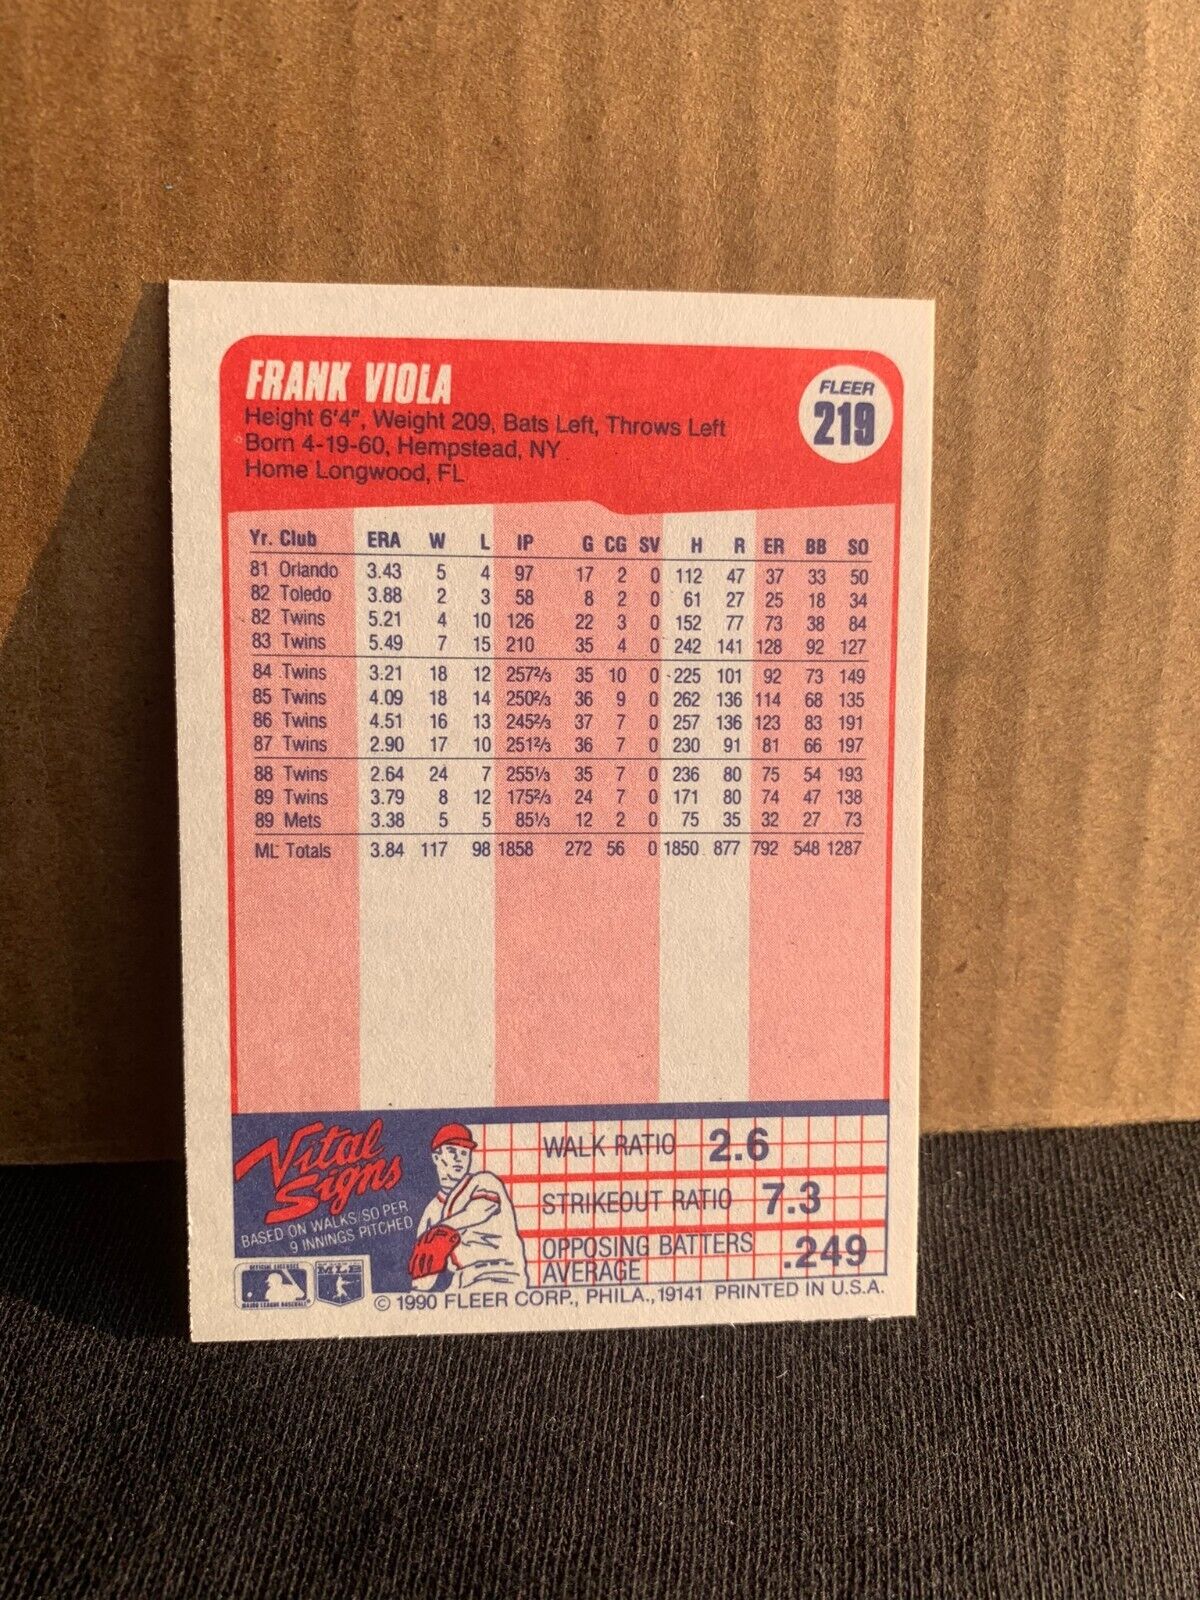 FRANK VIOLA
Height 6'4", Weight 209, Bats Left, Throws Left
Born 4-19-60, Hempstead, NY
Home Longwood, FL
FLEER
219
Yr. Club ERA W L IP G CG SV H R ER BB SO
81 Orlando 3.43 5 4 97 17 2 0 112 47 37 33 50
82 Toledo 3.88 2 3 58 8 2 0 61 27 25 18 34
82 Twins 5.21 4 10 126 22 3 0 152 77 73 38 84
83 Twins 5.49 7 15 210 35 4 0 242 141 128 92 127
84 Twins 3.21 18 12 257⅔ 35 10 0 225 101 92 73 149
85 Twins 4.09 18 14 250⅔ 36 9 0 262 136 114 68 135
86 Twins 4.51 16 13 245⅔ 37 7 0 257 136 123 83 191
87 Twins 2.90 17 10 251⅔ 36 7 0 230 91 81 66 197
88 Twins 2.64 24 7 255⅓ 35 7 0 236 80 75 54 193
89 Twins 3.79 8 12 175⅔ 24 7 0 171 80 74 47 138
89 Mets 3.38 5 5 85⅓ 12 2 0 75 35 32 27 73
ML Totals 3.84 117 98 1858 272 56 0 1850 877 792 548 1287
Vital
Signs
BASED ON WALKS/SO PER
9 INNINGS PITCHED
WALK RATIO 2.6
STRIKEOUT RATIO 7.3
OPPOSING BATTERS
AVERAGE .249
OFFICIAL LICENSEE
MAJOR LEAGUE BASEBALL
MLB
© 1990 FLEER CORP., PHILA., 19141 PRINTED IN U.S.A.